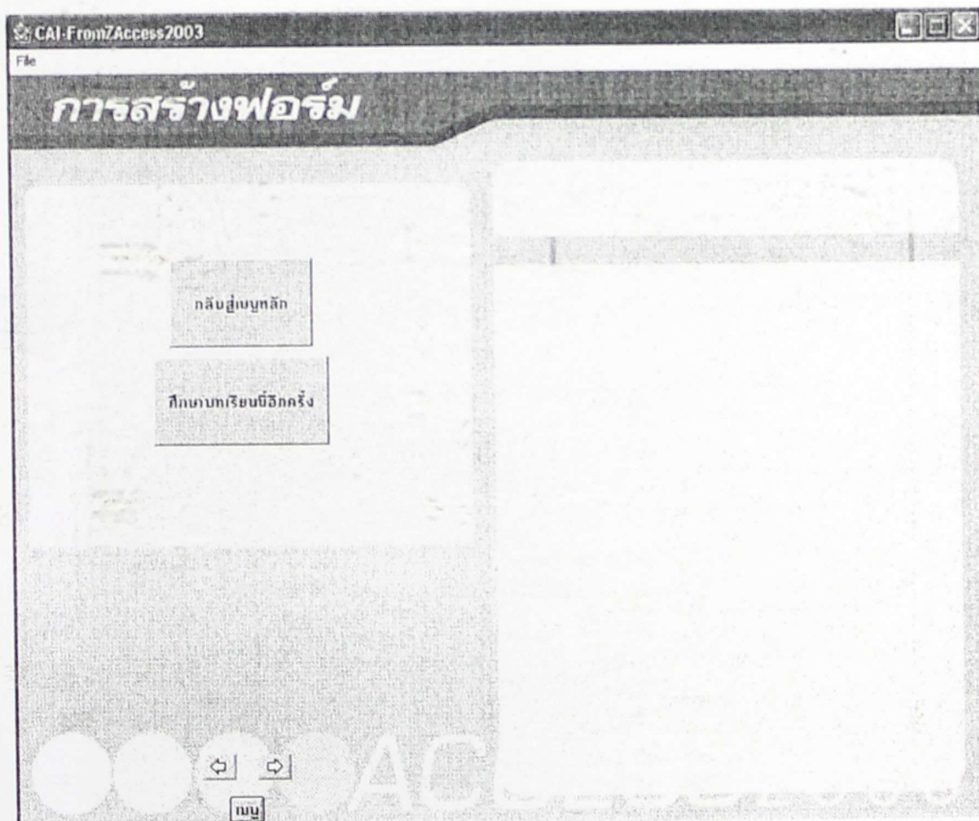 CAI-From7Access2003
File
การสร้างฟอร์ม
กลับสู่เมนูหลัก
ศึกษาบทเรียนนี้อีกครั้ง
เมนู